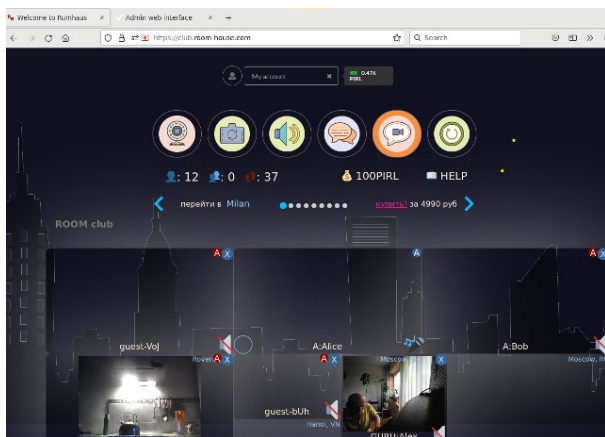 Welcome to Rumhaus × Admin web interface × +
https://club.room-house.com Search
My account × 0.476
PIRL
: 12 : 0 : 37 100PIRL HELP
перейти в Milan купить! за 4990 руб
ROOM club
A X A A X
guest-VoJ A:Alice A:Bob
A X Moscow, X Moscow,
guest-bUh
Hanoi, VN
GURU:Alex